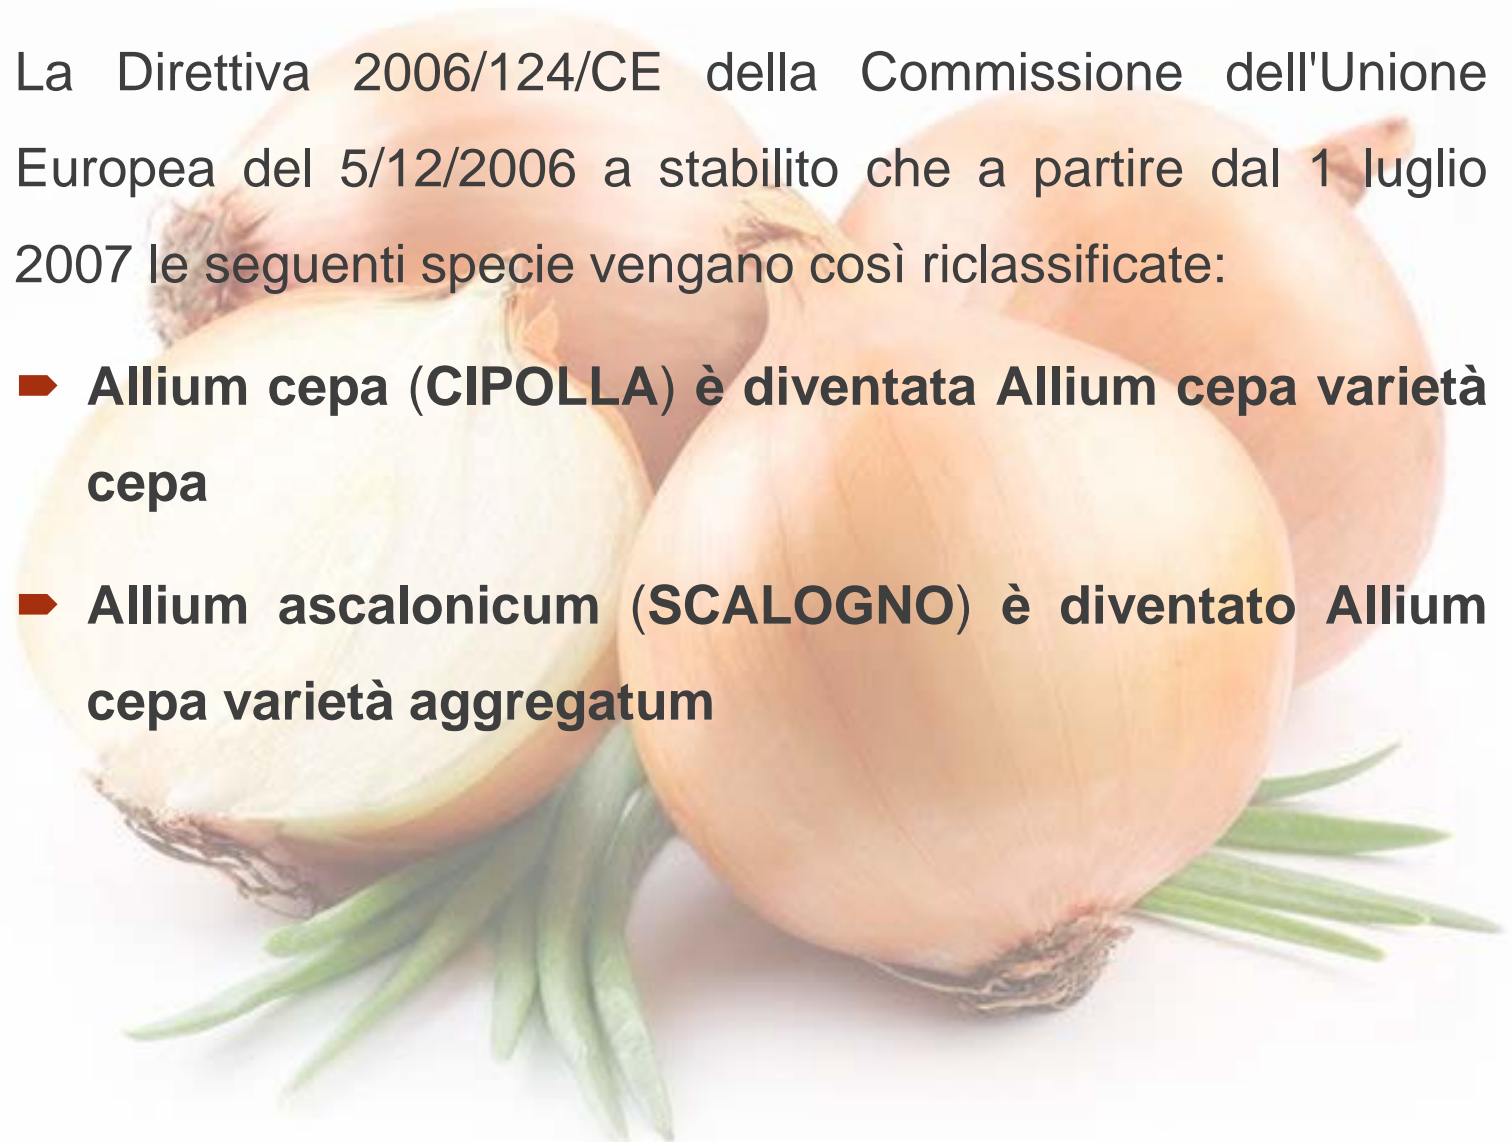 La Direttiva 2006/124/CE della Commissione dell'Unione
Europea del 5/12/2006 a stabilito che a partire dal 1 luglio
2007 le seguenti specie vengano così riclassificate:
Allium cepa (CIPOLLA) è diventata Allium cepa varietà
cepa
Allium ascalonicum (SCALOGNO) è diventato Allium
cepa varietà aggregatum